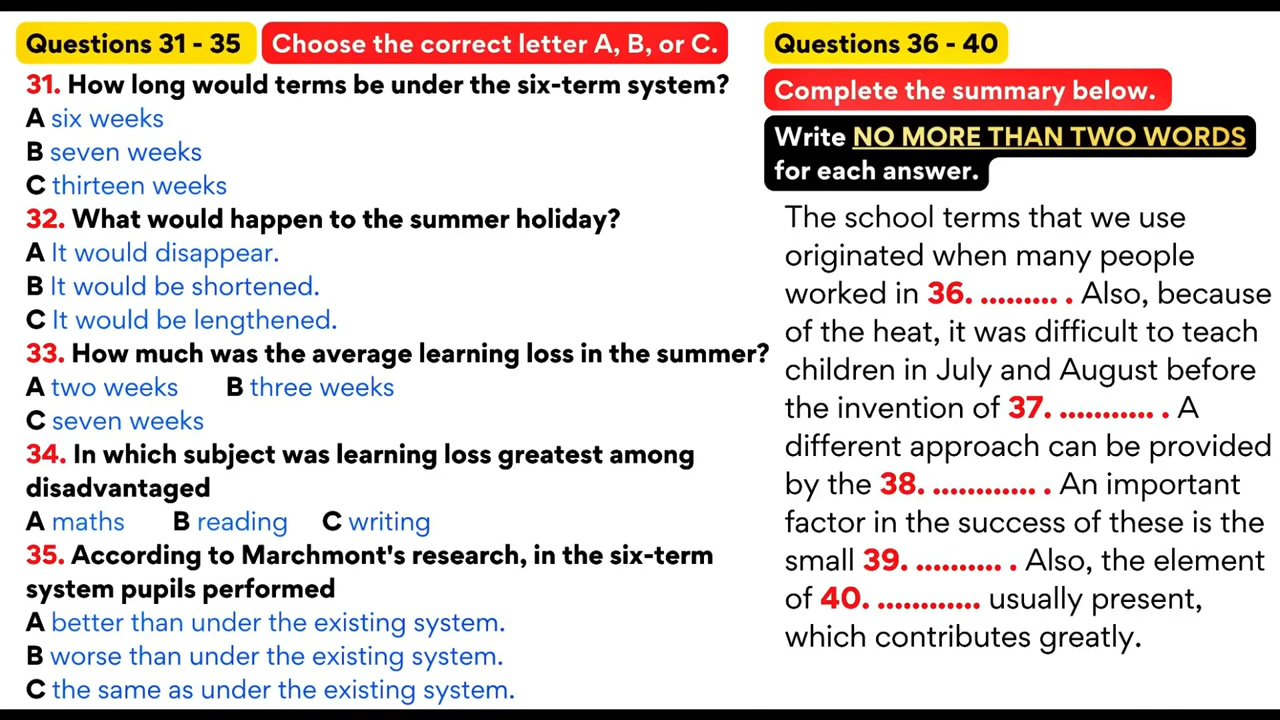 Questions 31 - 35 Choose the correct letter A, B, or C.
31. How long would terms be under the six-term system?
A six weeks
B seven weeks
C thirteen weeks
32. What would happen to the summer holiday?
A It would disappear.
B It would be shortened.
C It would be lengthened.
33. How much was the average learning loss in the summer?
A two weeks B three weeks
C seven weeks
34. In which subject was learning loss greatest among
disadvantaged
A maths B reading C writing
35. According to Marchmont's research, in the six-term
system pupils performed
A better than under the existing system.
B worse than under the existing system.
C the same as under the existing system.
Questions 36 - 40
Complete the summary below.
Write NO MORE THAN TWO WORDS
for each answer.
The school terms that we use
originated when many people
worked in 36. ......... . Also, because
of the heat, it was difficult to teach
children in July and August before
the invention of 37. ........... . A
different approach can be provided
by the 38. ............ . An important
factor in the success of these is the
small 39. .......... . Also, the element
of 40. ............ usually present,
which contributes greatly.